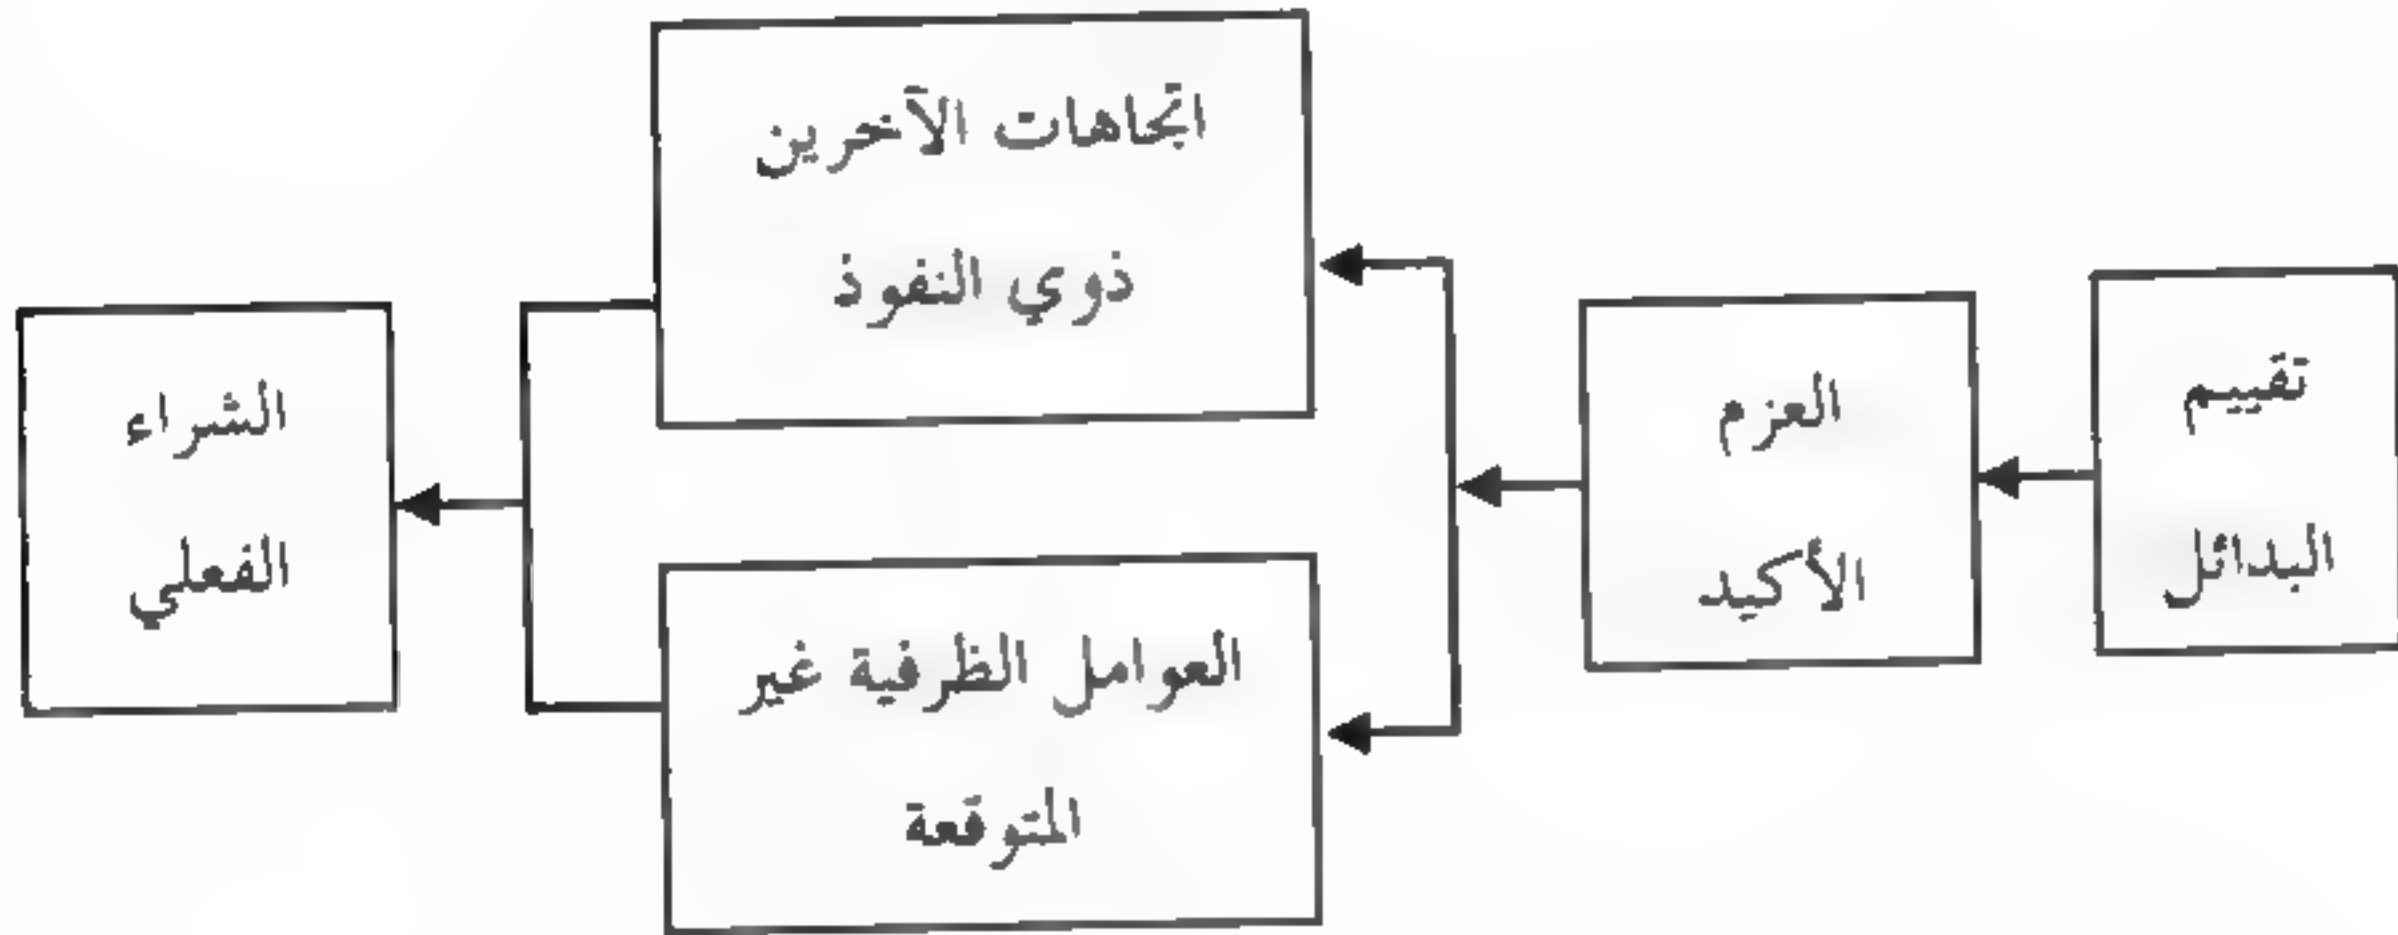 تقييم
البدائل
العزم
الأكيد
اتجاهات الآخرين
ذوي النفوذ
العوامل الظرفية غير
المتوقعة
الشراء
الفعلي